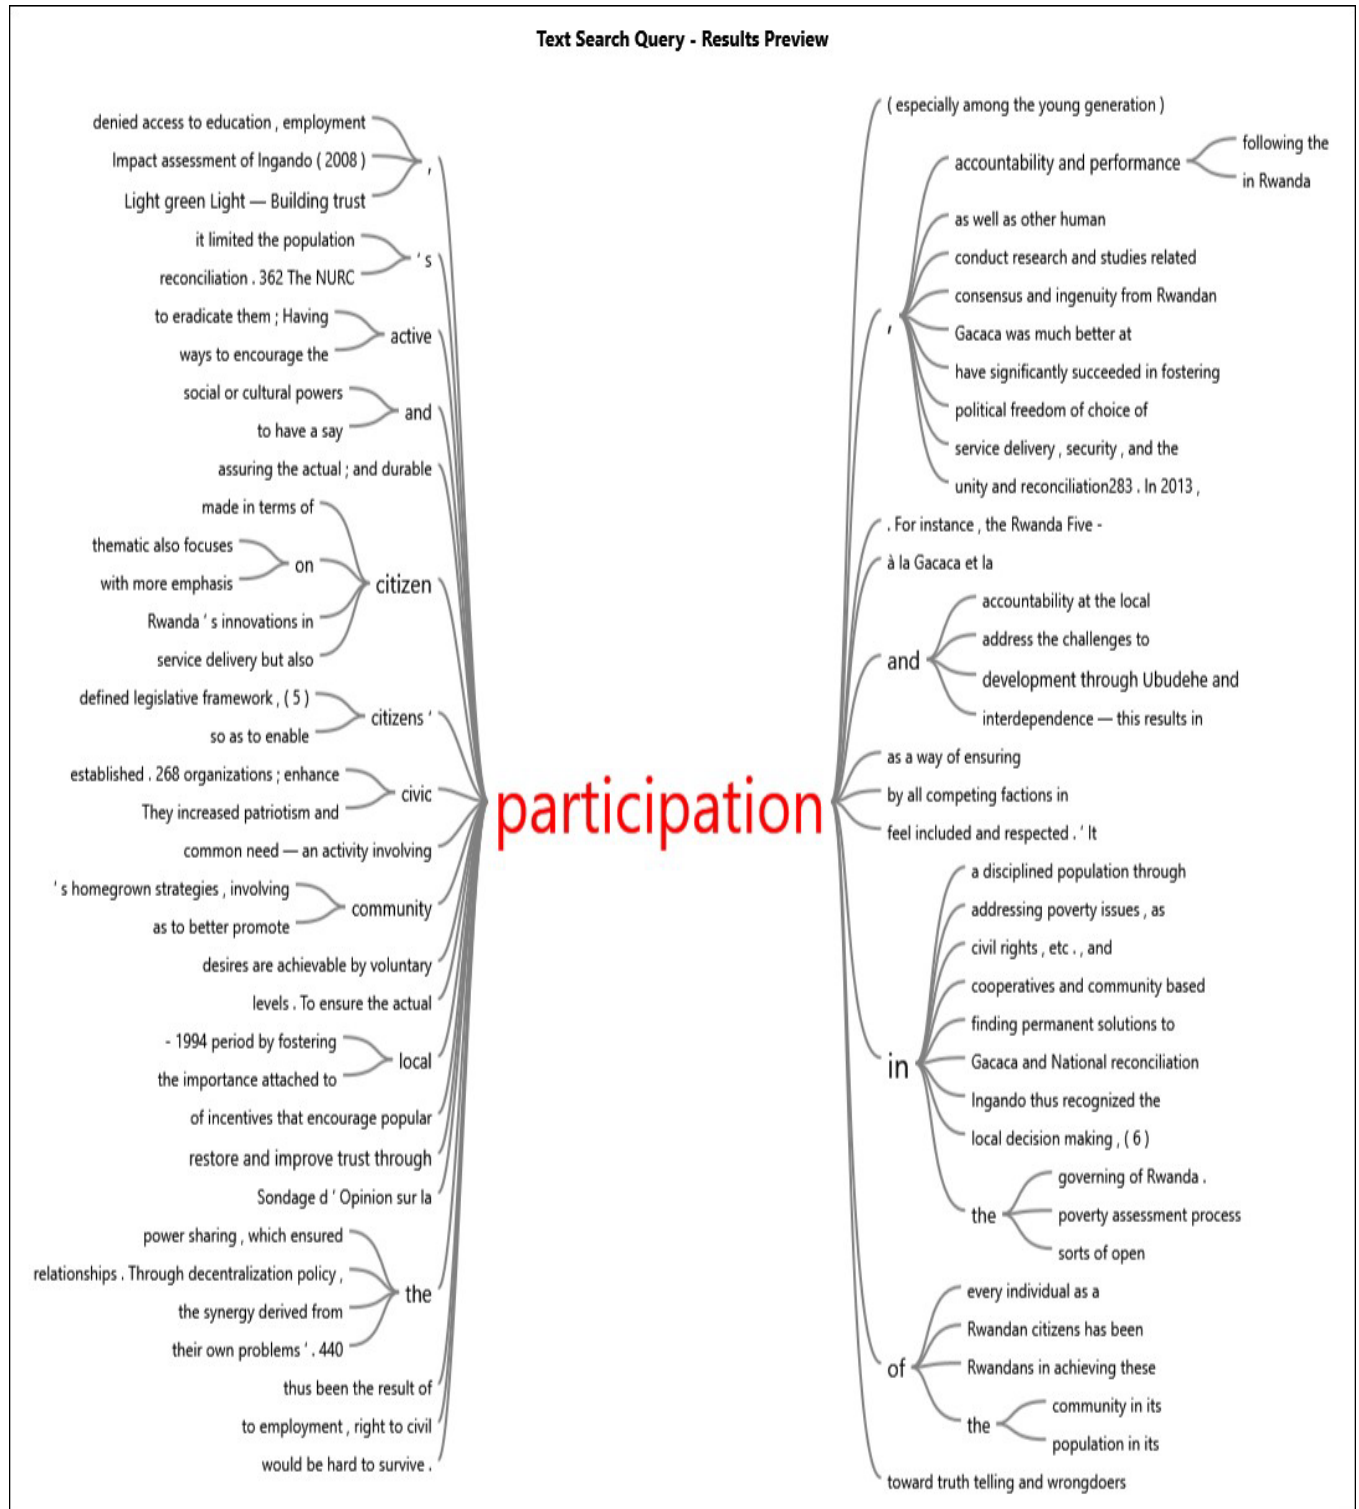 Text Search Query - Results Preview
denied access to education , employment
Impact assessment of Ingando ( 2008 )
Light green Light — Building trust
,
it limited the population
reconciliation . 362 The NURC
' s
to eradicate them ; Having
ways to encourage the
active
social or cultural powers
to have a say
and
assuring the actual ; and durable
made in terms of
thematic also focuses
with more emphasis
on
Rwanda ' s innovations in
service delivery but also
citizen
defined legislative framework , ( 5 )
so as to enable
citizens '
established . 268 organizations ; enhance
They increased patriotism and
civic
common need — an activity involving
' s homegrown strategies , involving
as to better promote
community
desires are achievable by voluntary
levels . To ensure the actual
- 1994 period by fostering
the importance attached to
local
of incentives that encourage popular
restore and improve trust through
Sondage d ' Opinion sur la
power sharing , which ensured
relationships . Through decentralization policy ,
the synergy derived from
their own problems ' . 440
the
thus been the result of
to employment , right to civil
would be hard to survive .
participation
( especially among the young generation )
,
accountability and performance
following the
in Rwanda
as well as other human
conduct research and studies related
consensus and ingenuity from Rwandan
Gacaca was much better at
have significantly succeeded in fostering
political freedom of choice of
service delivery , security , and the
unity and reconciliation283 . In 2013 ,
. For instance , the Rwanda Five -
à la Gacaca et la
and
accountability at the local
address the challenges to
development through Ubudehe and
interdependence — this results in
as a way of ensuring
by all competing factions in
feel included and respected . ' It
in
a disciplined population through
addressing poverty issues , as
civil rights , etc . , and
cooperatives and community based
finding permanent solutions to
Gacaca and National reconciliation
Ingando thus recognized the
local decision making , ( 6 )
the
governing of Rwanda .
poverty assessment process
sorts of open
of
every individual as a
Rwandan citizens has been
Rwandans in achieving these
the
community in its
population in its
toward truth telling and wrongdoers